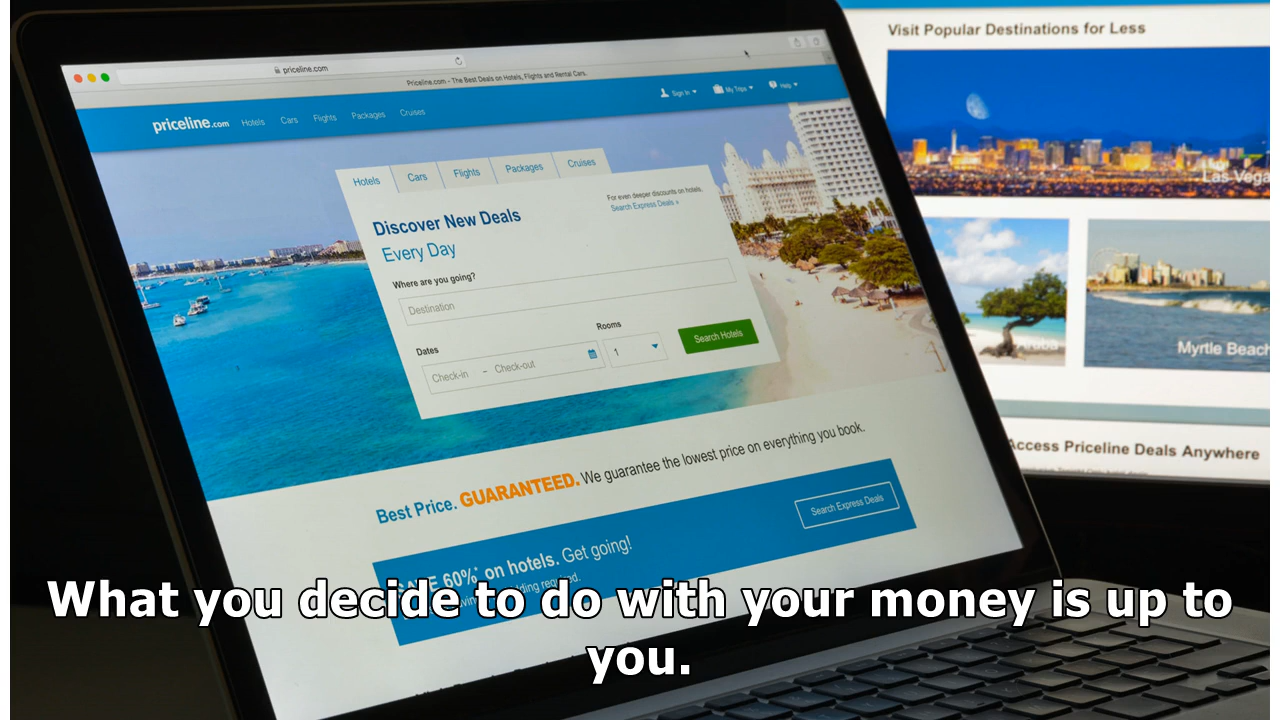 Visit Popular Destinations for Less
priceline.com
Priceline.com - The Best Deals on Hotels, Flights and Rental Cars.
priceline.com Hotels Cars Flights Packages Cruises Sign In My Trips Help
Las Vega
Hotels Cars Flights Packages Cruises
Discover New Deals
Every Day
For even deeper discounts on hotels,
Search Express Deals »
Where are you going?
Destination
Rooms
Dates
Check-in - Check-out
1
Search Hotels
Aruba
Myrtle Beach
Access Priceline Deals Anywhere
Best Price. GUARANTEED. We guarantee the lowest price on everything you book.
SAVE 60%* on hotels. Get going!
Search Express Deals
What you decide to do with your money is up to
you.